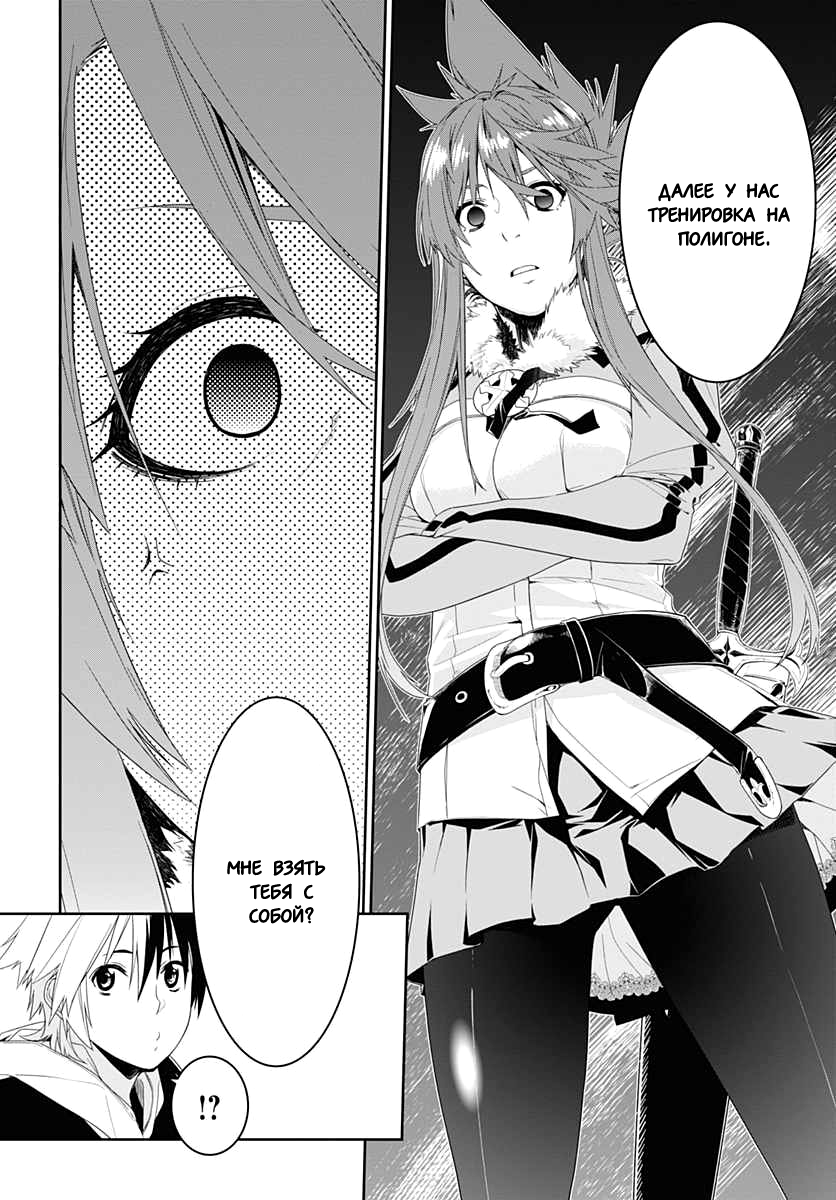 ДАЛЕЕ У НАС
ТРЕНИРОВКА НА
ПОЛИГОНЕ.
МНЕ ВЗЯТЬ
ТЕБЯ С
СОБОЙ?
!?